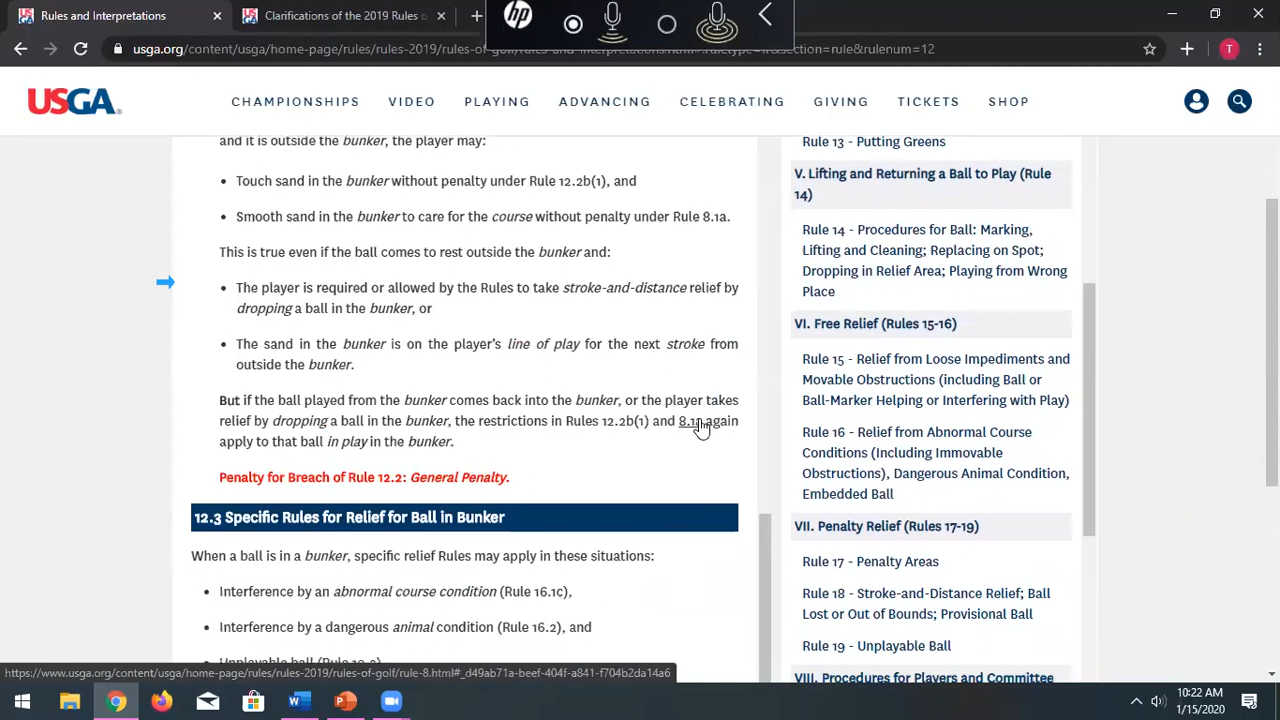 Rules and Interpretations
Clarifications of the 2019 Rules o
hp
usga.org/content/usga/home-page/rules/rules-2019/rules-of-golf/rules-and-interpretations.html#!ruletype=fr&section=rule&rulenum=12
T
USGA
CHAMPIONSHIPS VIDEO PLAYING ADVANCING CELEBRATING GIVING TICKETS SHOP
and it is outside the bunker, the player may:
• Touch sand in the bunker without penalty under Rule 12.2b(1), and
• Smooth sand in the bunker to care for the course without penalty under Rule 8.1a.
This is true even if the ball comes to rest outside the bunker and:
• The player is required or allowed by the Rules to take stroke-and-distance relief by
dropping a ball in the bunker, or
• The sand in the bunker is on the player's line of play for the next stroke from
outside the bunker.
But if the ball played from the bunker comes back into the bunker, or the player takes
relief by dropping a ball in the bunker, the restrictions in Rules 12.2b(1) and 8.1a again
apply to that ball in play in the bunker.
Penalty for Breach of Rule 12.2: General Penalty.
12.3 Specific Rules for Relief for Ball in Bunker
When a ball is in a bunker, specific relief Rules may apply in these situations:
• Interference by an abnormal course condition (Rule 16.1c),
• Interference by a dangerous animal condition (Rule 16.2), and
• Unplayable ball (Rule 19.3).
Rule 13 - Putting Greens
V. Lifting and Returning a Ball to Play (Rule
14)
Rule 14 - Procedures for Ball: Marking,
Lifting and Cleaning; Replacing on Spot;
Dropping in Relief Area; Playing from Wrong
Place
VI. Free Relief (Rules 15-16)
Rule 15 - Relief from Loose Impediments and
Movable Obstructions (including Ball or
Ball-Marker Helping or Interfering with Play)
Rule 16 - Relief from Abnormal Course
Conditions (Including Immovable
Obstructions), Dangerous Animal Condition,
Embedded Ball
VII. Penalty Relief (Rules 17-19)
Rule 17 - Penalty Areas
Rule 18 - Stroke-and-Distance Relief; Ball
Lost or Out of Bounds; Provisional Ball
Rule 19 - Unplayable Ball
VIII. Procedures for Players and Committee
https://www.usga.org/content/usga/home-page/rules/rules-2019/rules-of-golf/rule-8.html#_d49ab71a-beef-404f-a841-f704b2da14a6
10:22 AM
1/15/2020